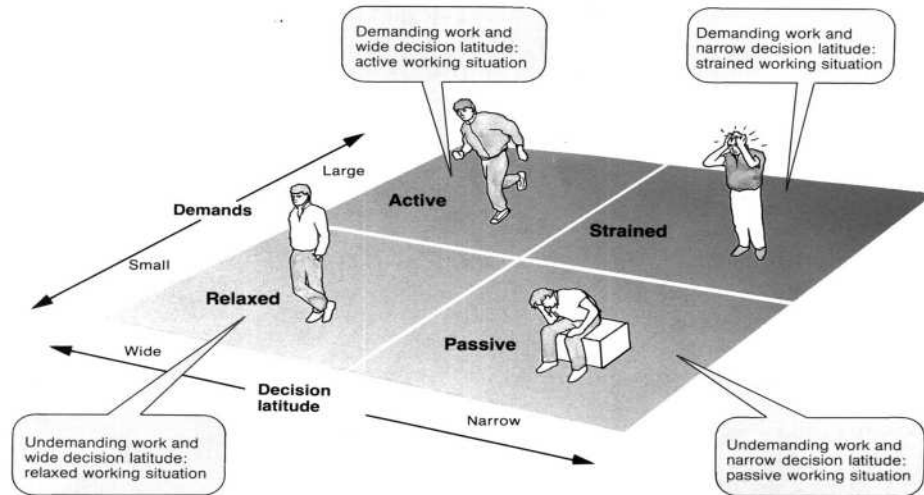 Demanding work and
wide decision latitude:
active working situation
Demanding work and
narrow decision latitude:
strained working situation
Large
Demands
Small
Active
Strained
Relaxed
Passive
Wide
Decision
latitude
Narrow
Undemanding work and
wide decision latitude:
relaxed working situation
Undemanding work and
narrow decision latitude:
passive working situation